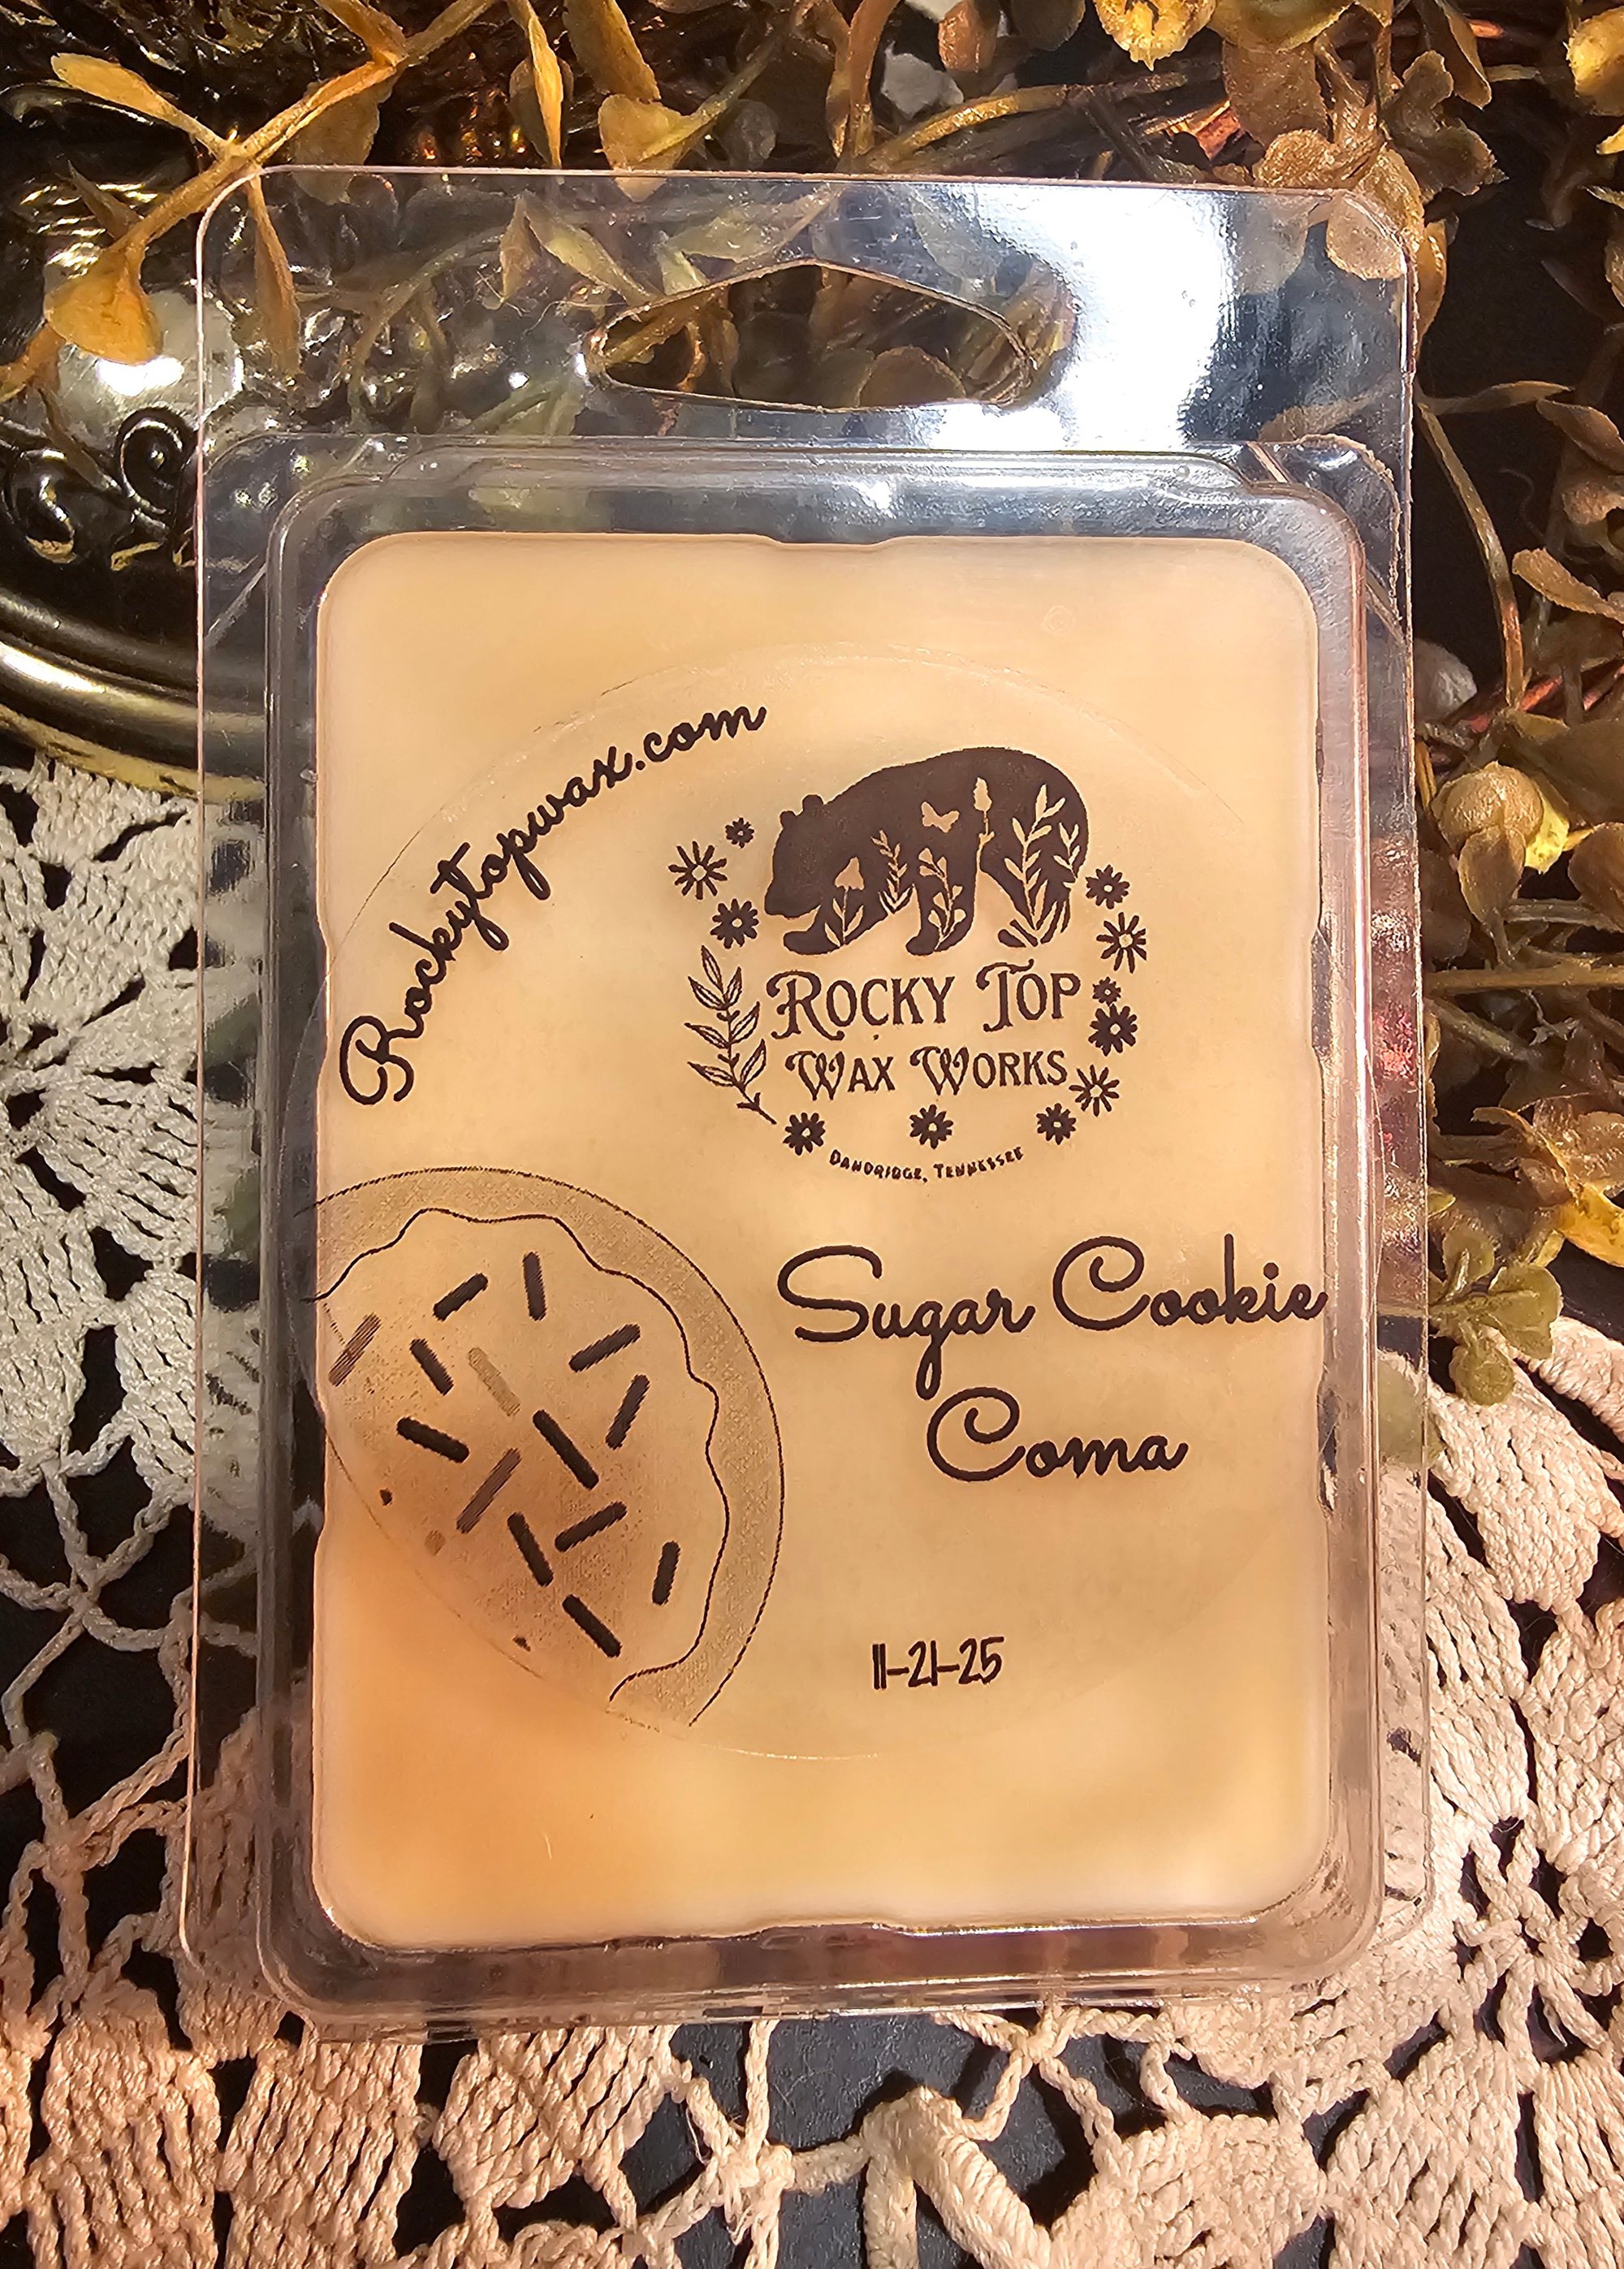 Rockytopwax.com
ROCKY TOP
WAX WORKS
DANDRIDGE, TENNESSEE
Sugar Cookie
Coma
11-21-25